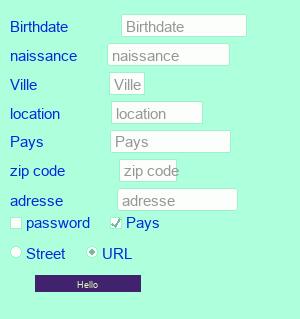 Birthdate Birthdate
naissance naissance
Ville Ville
location location
Pays Pays
zip code zip code
adresse adresse
password Pays
Street URL
Hello